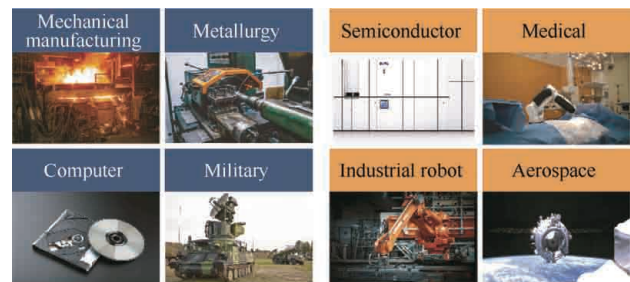 Mechanical
manufacturing
Metallurgy
Semiconductor
Medical
Computer
Military
Industrial robot
Aerospace